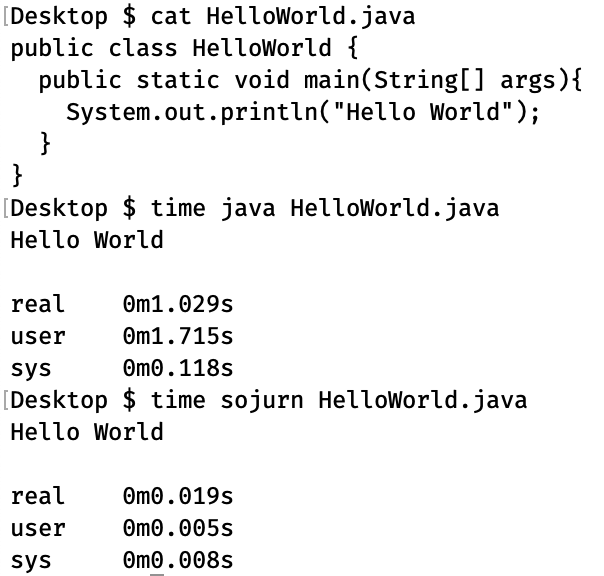 [Desktop $ cat HelloWorld.java
public class HelloWorld {
  public static void main(String[] args){
    System.out.println("Hello World");
  }
}
[Desktop $ time java HelloWorld.java
Hello World

real    0m1.029s
user    0m1.715s
sys     0m0.118s
[Desktop $ time sojurn HelloWorld.java
Hello World

real    0m0.019s
user    0m0.005s
sys     0m0.008s